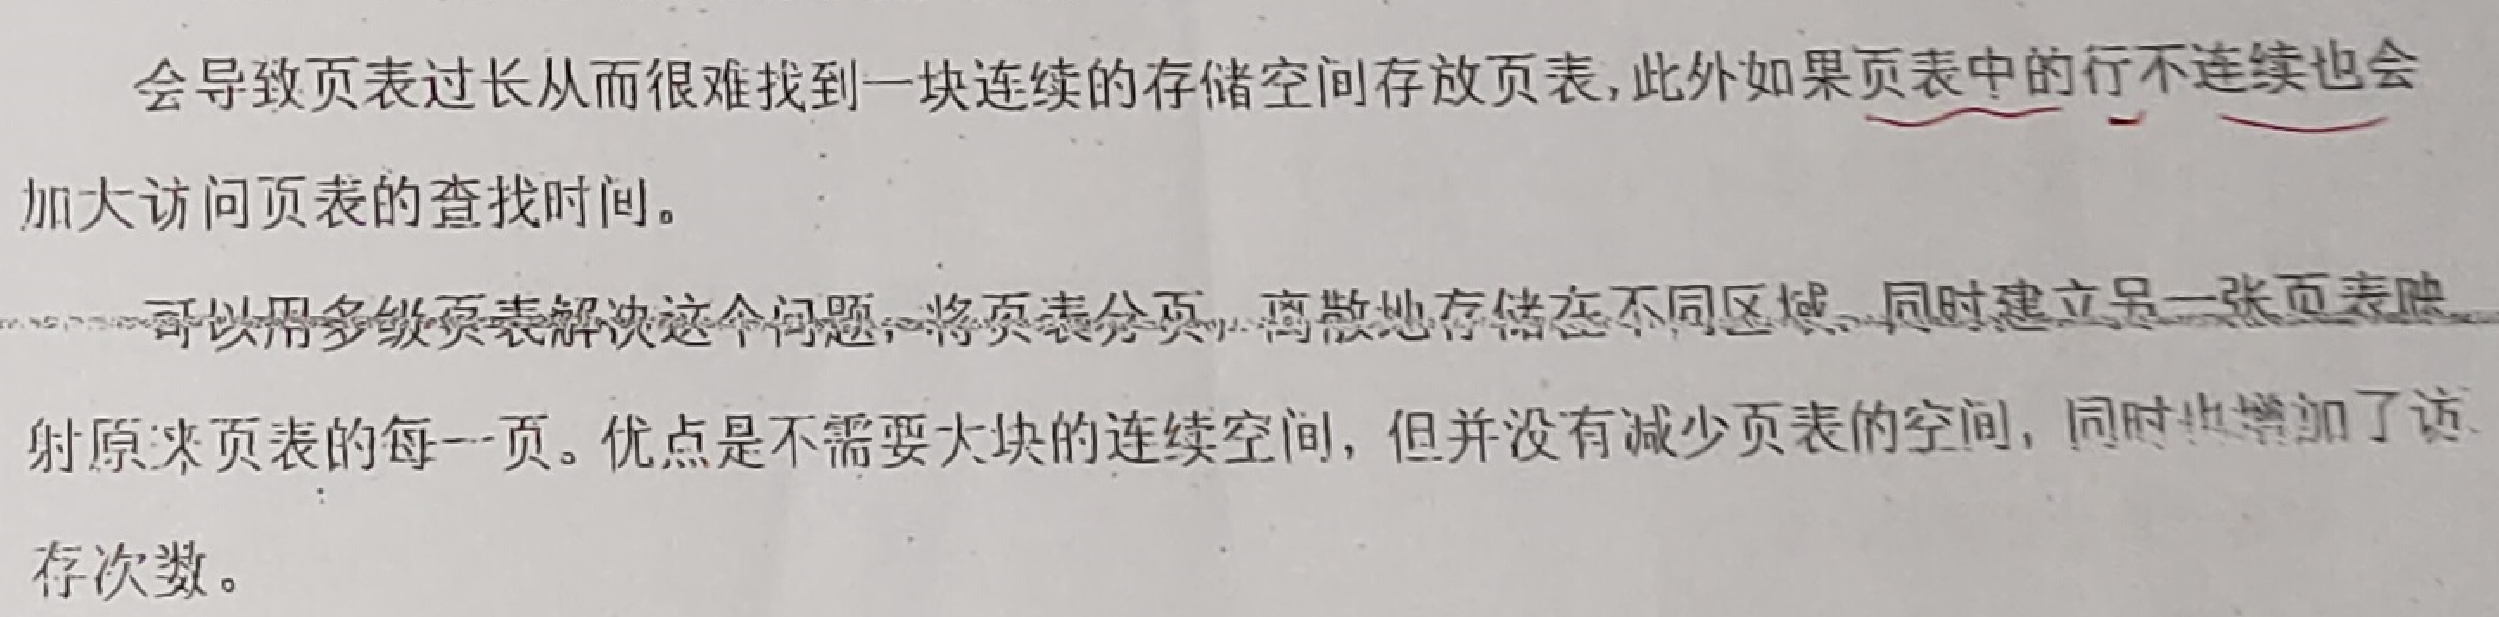 会导致页表过长从而很难找到一块连续的存储空间存放页表,此外如果页表中的行不连续也会
加大访问页表的查找时间。
可以用多级页表解决这个问题,将页表分页,离散地存储在不同区域、同时建立另一张页表映
射原来页表的每一页。优点是不需要大块的连续空间,但并没有减少页表的空间,同时也增加了访
存次数。